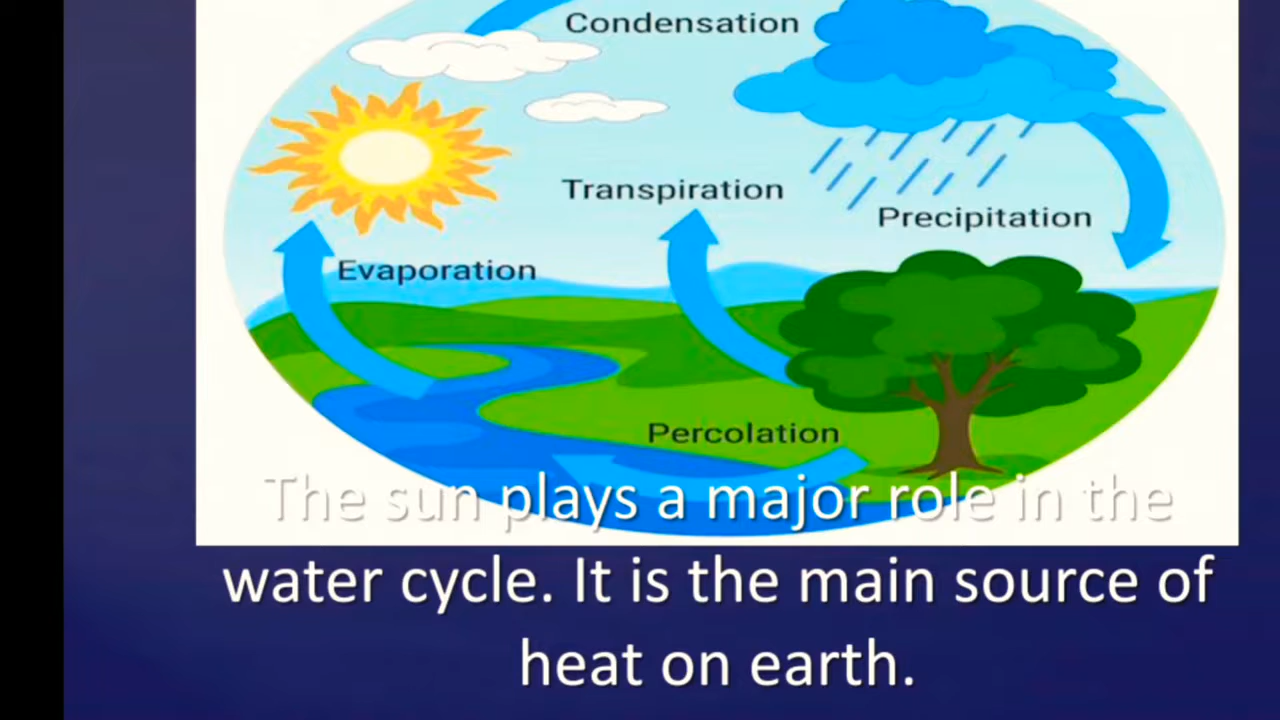 Condensation
Transpiration
Precipitation
Evaporation
Percolation
The sun plays a major role in the
water cycle. It is the main source of
heat on earth.